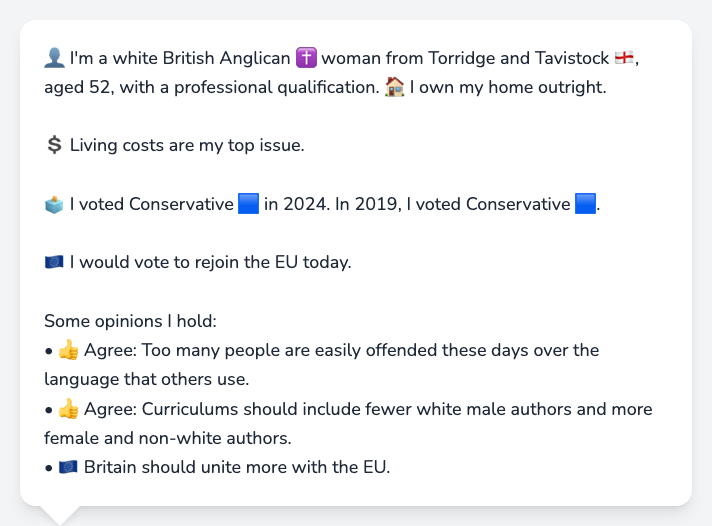 👤 I'm a white British Anglican ✝️ woman from Torridge and Tavistock 🏴󠁧󠁢󠁥󠁮󠁧󠁿,
aged 52, with a professional qualification. 🏠 I own my home outright.
💲 Living costs are my top issue.
🗳️ I voted Conservative 🟦 in 2024. In 2019, I voted Conservative 🟦.
🇪🇺 I would vote to rejoin the EU today.
Some opinions I hold:
• 👍 Agree: Too many people are easily offended these days over the
language that others use.
• 👍 Agree: Curriculums should include fewer white male authors and more
female and non-white authors.
• 🇪🇺 Britain should unite more with the EU.